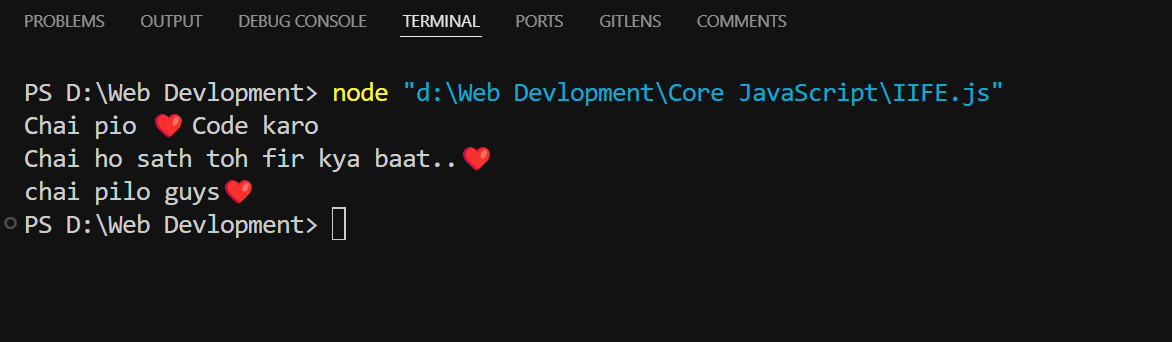 PROBLEMS OUTPUT DEBUG CONSOLE TERMINAL PORTS GITLENS COMMENTS
PS D:\Web Devlopment> node "d:\Web Devlopment\Core JavaScript\IIFE.js"
Chai pio ❤️ Code karo
Chai ho sath toh fir kya baat..❤️
chai pilo guys❤️
PS D:\Web Devlopment>